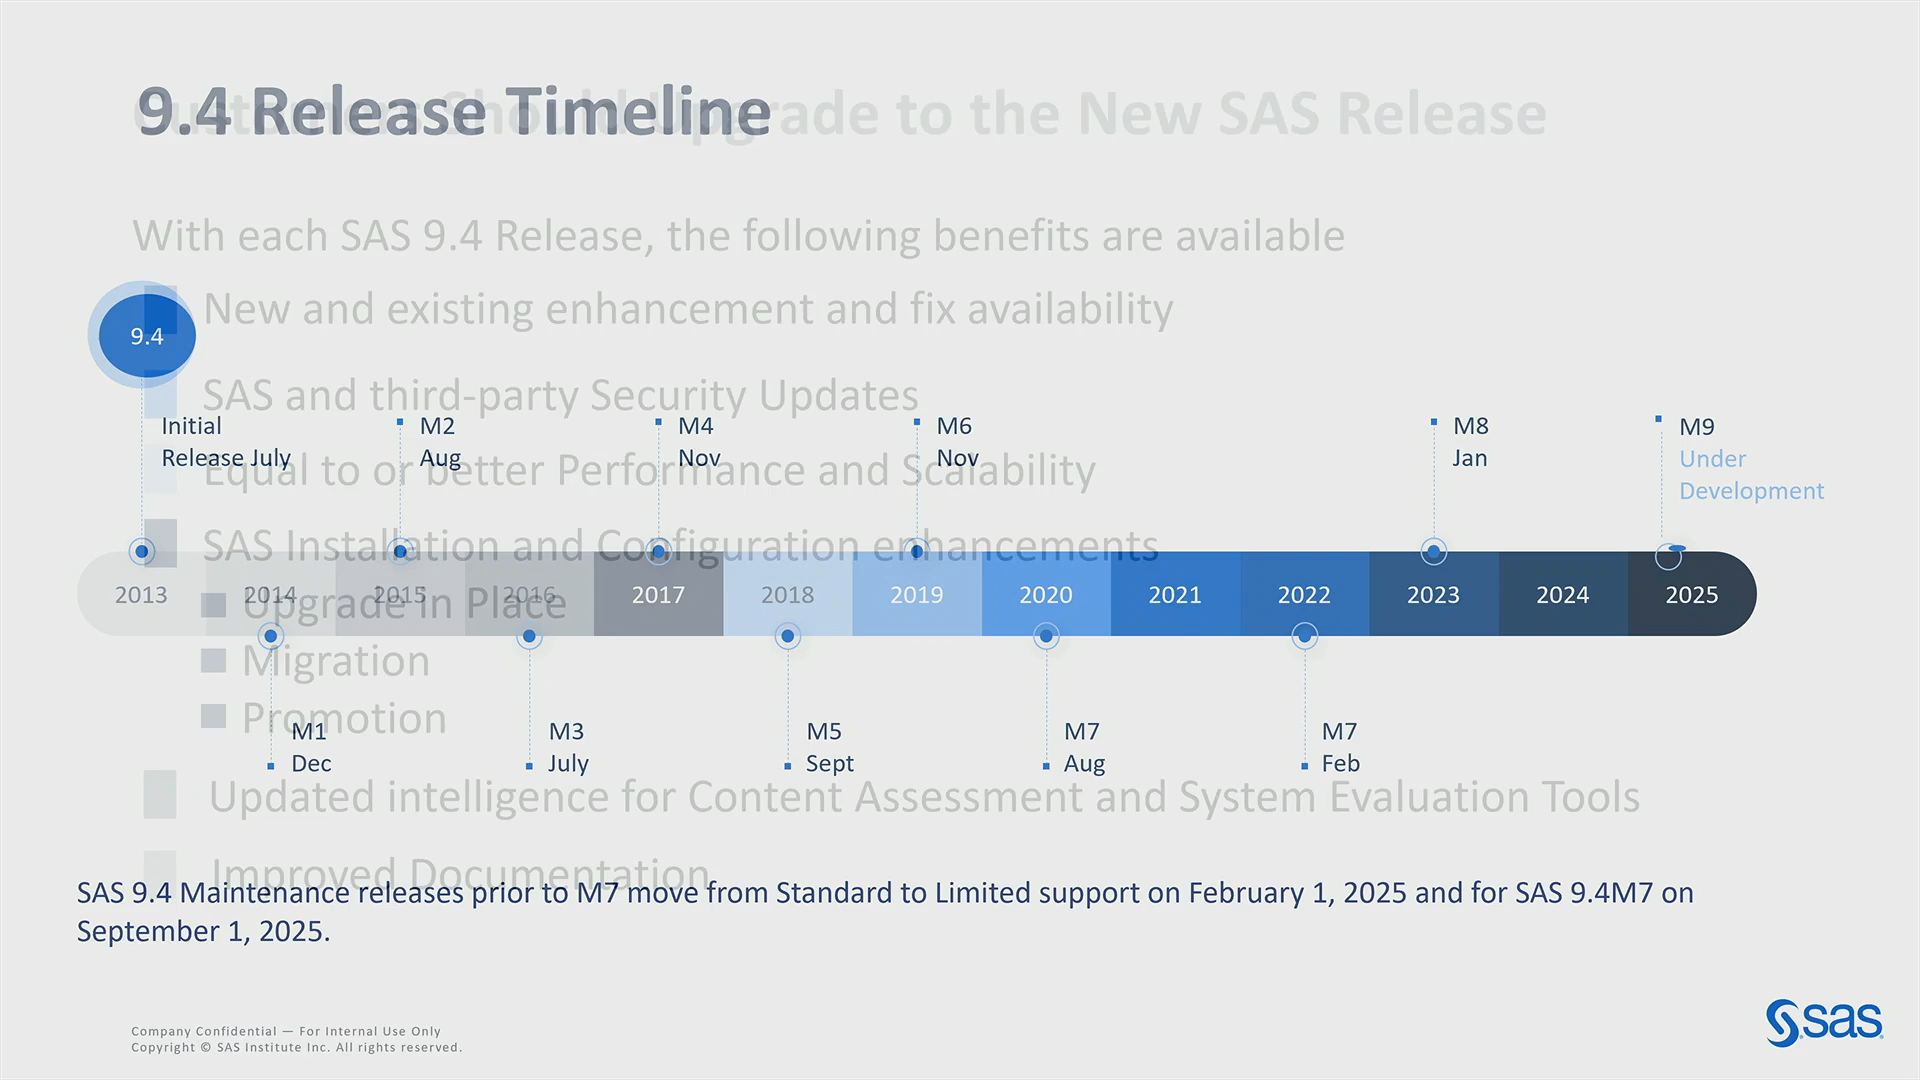 9.4 Release Timeline
Customers Should Upgrade to the New SAS Release
With each SAS 9.4 Release, the following benefits are available
New and existing enhancement and fix availability
SAS and third-party Security Updates
Equal to or better Performance and Scalability
SAS Installation and Configuration enhancements
Upgrade in Place
Migration
Promotion
Updated intelligence for Content Assessment and System Evaluation Tools
Improved Documentation
9.4
Initial
Release July
M2
Aug
M4
Nov
M6
Nov
M8
Jan
M9
Under
Development
2013 2014 2015 2016 2017 2018 2019 2020 2021 2022 2023 2024 2025
M1
Dec
M3
July
M5
Sept
M7
Aug
M7
Feb
SAS 9.4 Maintenance releases prior to M7 move from Standard to Limited support on February 1, 2025 and for SAS 9.4M7 on
September 1, 2025.
Company Confidential — For Internal Use Only
Copyright © SAS Institute Inc. All rights reserved.
sas